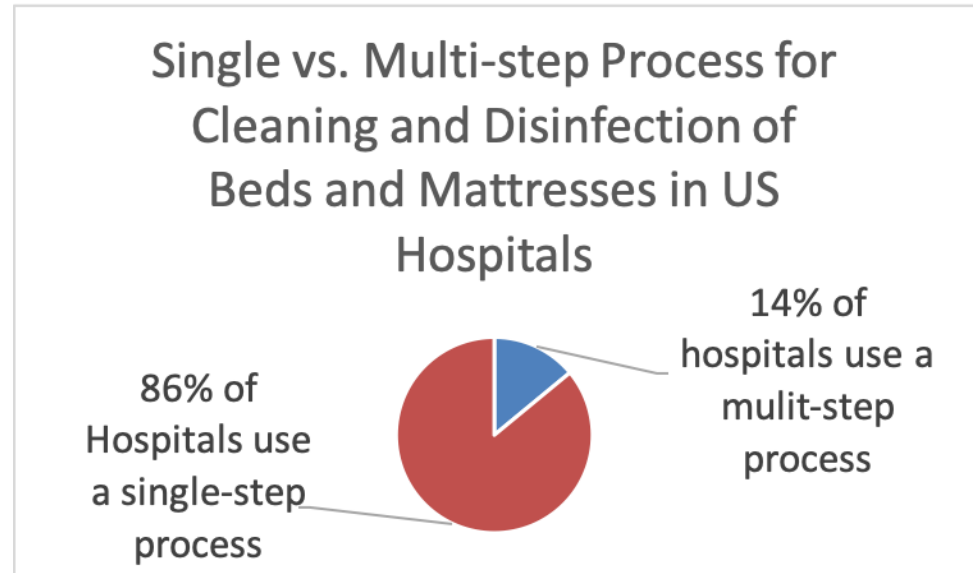 Single vs. Multi-step Process for
Cleaning and Disinfection of
Beds and Mattresses in US
Hospitals
14% of
hospitals use a
mulit-step
process
86% of
Hospitals use
a single-step
process